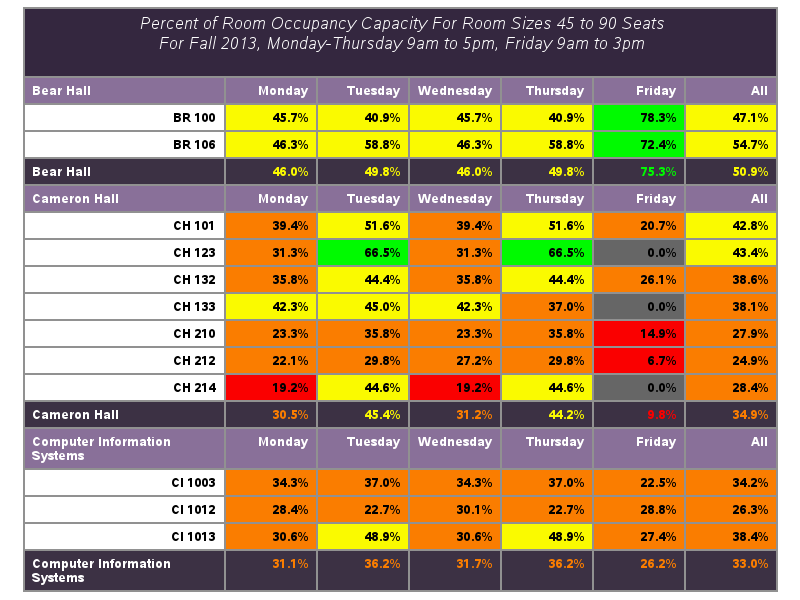 Percent of Room Occupancy Capacity For Room Sizes 45 to 90 Seats
For Fall 2013, Monday-Thursday 9am to 5pm, Friday 9am to 3pm
Bear Hall Monday Tuesday Wednesday Thursday Friday All
BR 100 45.7% 40.9% 45.7% 40.9% 78.3% 47.1%
BR 106 46.3% 58.8% 46.3% 58.8% 72.4% 54.7%
Bear Hall 46.0% 49.8% 46.0% 49.8% 75.3% 50.9%
Cameron Hall Monday Tuesday Wednesday Thursday Friday All
CH 101 39.4% 51.6% 39.4% 51.6% 20.7% 42.8%
CH 123 31.3% 66.5% 31.3% 66.5% 0.0% 43.4%
CH 132 35.8% 44.4% 35.8% 44.4% 26.1% 38.6%
CH 133 42.3% 45.0% 42.3% 37.0% 0.0% 38.1%
CH 210 23.3% 35.8% 23.3% 35.8% 14.9% 27.9%
CH 212 22.1% 29.8% 27.2% 29.8% 6.7% 24.9%
CH 214 19.2% 44.6% 19.2% 44.6% 0.0% 28.4%
Cameron Hall 30.5% 45.4% 31.2% 44.2% 9.8% 34.9%
Computer Information Monday Tuesday Wednesday Thursday Friday All
Systems
CI 1003 34.3% 37.0% 34.3% 37.0% 22.5% 34.2%
CI 1012 28.4% 22.7% 30.1% 22.7% 28.8% 26.3%
CI 1013 30.6% 48.9% 30.6% 48.9% 27.4% 38.4%
Computer Information 31.1% 36.2% 31.7% 36.2% 26.2% 33.0%
Systems